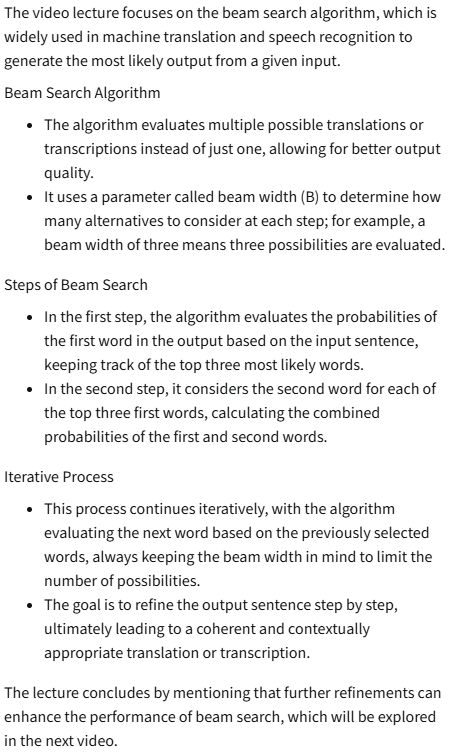 The video lecture focuses on the beam search algorithm, which is
widely used in machine translation and speech recognition to
generate the most likely output from a given input.
Beam Search Algorithm
• The algorithm evaluates multiple possible translations or
transcriptions instead of just one, allowing for better output
quality.
• It uses a parameter called beam width (B) to determine how
many alternatives to consider at each step; for example, a
beam width of three means three possibilities are evaluated.
Steps of Beam Search
• In the first step, the algorithm evaluates the probabilities of
the first word in the output based on the input sentence,
keeping track of the top three most likely words.
• In the second step, it considers the second word for each of
the top three first words, calculating the combined
probabilities of the first and second words.
Iterative Process
• This process continues iteratively, with the algorithm
evaluating the next word based on the previously selected
words, always keeping the beam width in mind to limit the
number of possibilities.
• The goal is to refine the output sentence step by step,
ultimately leading to a coherent and contextually
appropriate translation or transcription.
The lecture concludes by mentioning that further refinements can
enhance the performance of beam search, which will be explored
in the next video.